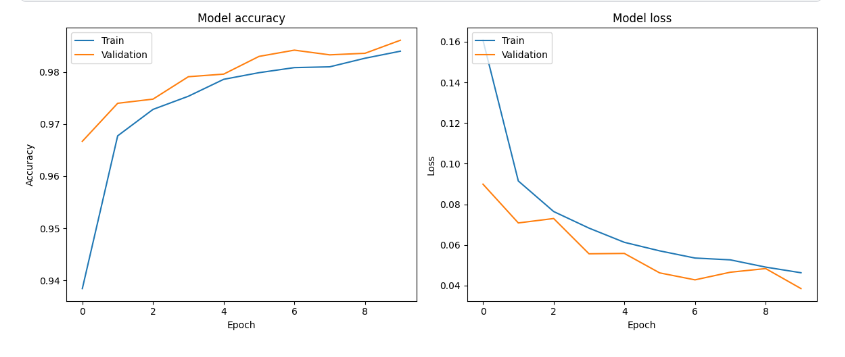 Model accuracy
Train
Validation
0.98
0.97
0.96
0.95
0.94
Accuracy
0 2 4 6 8
Epoch
Model loss
Train
Validation
0.16
0.14
0.12
0.10
0.08
0.06
0.04
Loss
0 2 4 6 8
Epoch